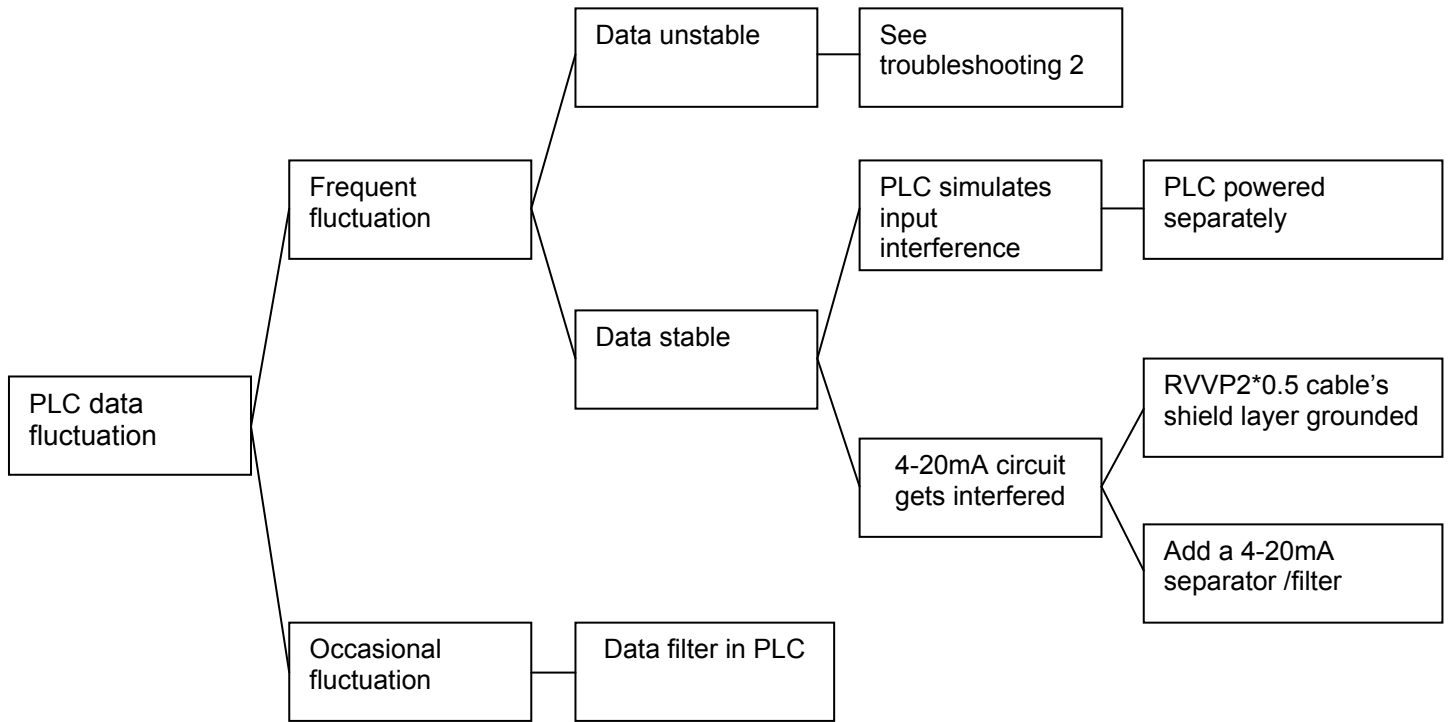 Data unstable
See
troubleshooting 2
Frequent
fluctuation
PLC simulates
input
interference
PLC powered
separately
Data stable
PLC data
fluctuation
RVVP2*0.5 cable’s
shield layer grounded
4-20mA circuit
gets interfered
Add a 4-20mA
separator /filter
Occasional
fluctuation
Data filter in PLC